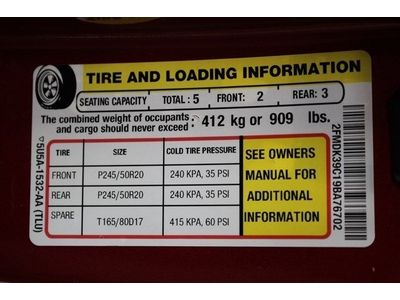 TIRE AND LOADING INFORMATION
SEATING CAPACITY TOTAL : 5 FRONT: 2 REAR: 3
The combined weight of occupants and cargo should never exceed : 412 kg or 909 lbs.
TIRE SIZE COLD TIRE PRESSURE
FRONT P245/50R20 240 KPA, 35 PSI
REAR P245/50R20 240 KPA, 35 PSI
SPARE T165/80D17 415 KPA, 60 PSI
SEE OWNERS
MANUAL FOR
ADDITIONAL
INFORMATION
5U5A-1532-AA (TLU)
2FMDK39C19BA76702